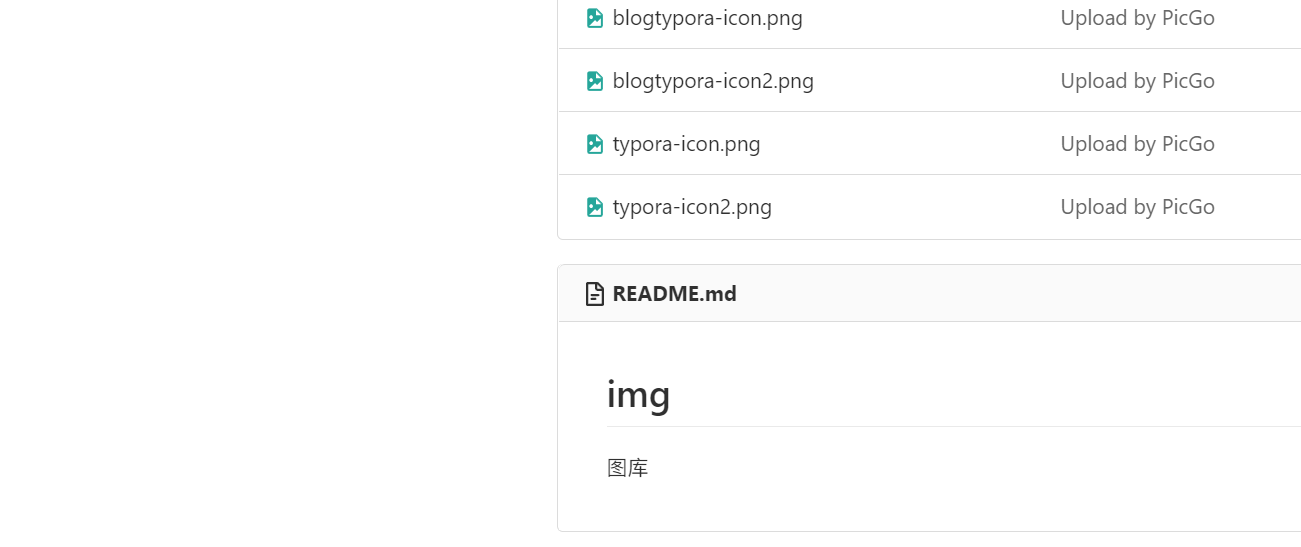 blogtypora-icon.png Upload by PicGo
blogtypora-icon2.png Upload by PicGo
typora-icon.png Upload by PicGo
typora-icon2.png Upload by PicGo
README.md
img
图库